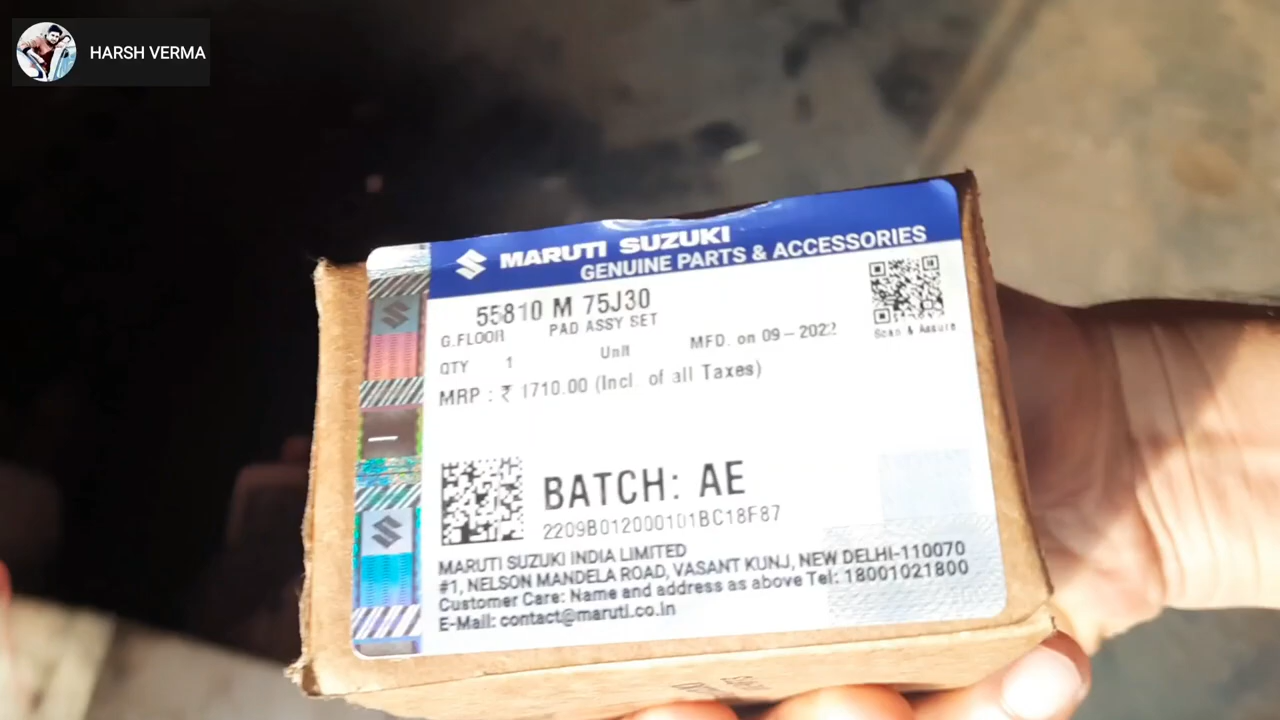 HARSH VERMA
MARUTI SUZUKI
GENUINE PARTS & ACCESSORIES
55810 M 75J30
G.FLOOR PAD ASSY SET
QTY 1 Unit MFD. on 09-2022
Scan & Assure
MRP : ₹ 1710.00 (Incl. of all Taxes)
BATCH: AE
2209B012000101BC18F87
MARUTI SUZUKI INDIA LIMITED
#1, NELSON MANDELA ROAD, VASANT KUNJ, NEW DELHI-110070
Customer Care: Name and address as above Tel: 18001021800
E-Mail: contact@maruti.co.in